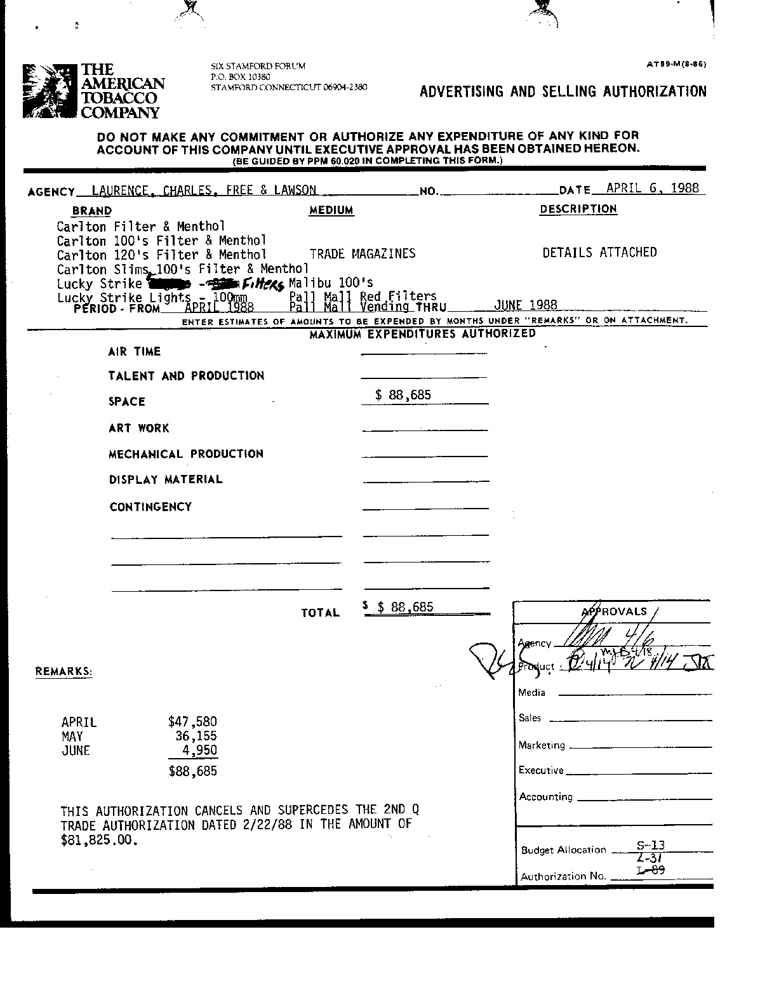 THE
AMERICAN
TOBACCO
COMPANY
SIX STAMFORD FORUM
P.O. BOX 10380
STAMFORD CONNECTICUT 06904-2380
AT89-M(8-86)
ADVERTISING AND SELLING AUTHORIZATION
DO NOT MAKE ANY COMMITMENT OR AUTHORIZE ANY EXPENDITURE OF ANY KIND FOR
ACCOUNT OF THIS COMPANY UNTIL EXECUTIVE APPROVAL HAS BEEN OBTAINED HEREON.
(BE GUIDED BY PPM 60.020 IN COMPLETING THIS FORM.)
AGENCY LAURENCE, CHARLES, FREE & LAWSON NO. DATE APRIL 6, 1988
BRAND MEDIUM DESCRIPTION
Carlton Filter & Menthol
Carlton 100's Filter & Menthol
Carlton 120's Filter & Menthol TRADE MAGAZINES DETAILS ATTACHED
Carlton Slims 100's Filter & Menthol
Lucky Strike - Filters Malibu 100's
Lucky Strike Lights - 100mm Pall Mall Red Filters
PERIOD - FROM APRIL 1988 Pall Mall Vending THRU JUNE 1988
ENTER ESTIMATES OF AMOUNTS TO BE EXPENDED BY MONTHS UNDER "REMARKS" OR ON ATTACHMENT.
MAXIMUM EXPENDITURES AUTHORIZED
AIR TIME
TALENT AND PRODUCTION
SPACE $ 88,685
ART WORK
MECHANICAL PRODUCTION
DISPLAY MATERIAL
CONTINGENCY
TOTAL $ $ 88,685
APPROVALS
Agency 4/6
Product 4/14 4/18 4/14
REMARKS:
Media
APRIL $47,580
Sales
MAY 36,155
JUNE 4,950
Marketing
$88,685
Executive
Accounting
THIS AUTHORIZATION CANCELS AND SUPERCEDES THE 2ND Q
TRADE AUTHORIZATION DATED 2/22/88 IN THE AMOUNT OF
$81,825.00.
Budget Allocation S-13
L-31
Authorization No. L-89